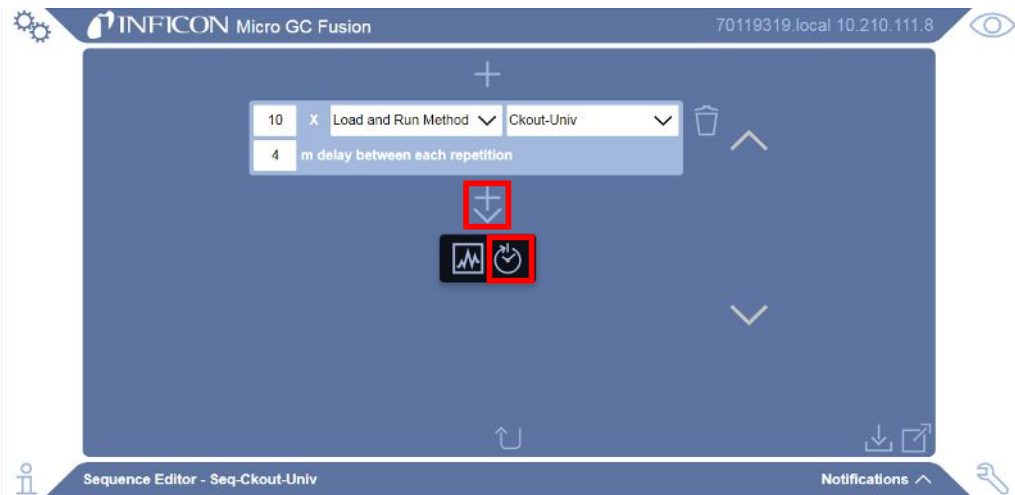 INFICON Micro GC Fusion
70119319.local 10.210.111.8
10 X Load and Run Method Ckout-Univ
4 m delay between each repetition
Sequence Editor - Seq-Ckout-Univ
Notifications